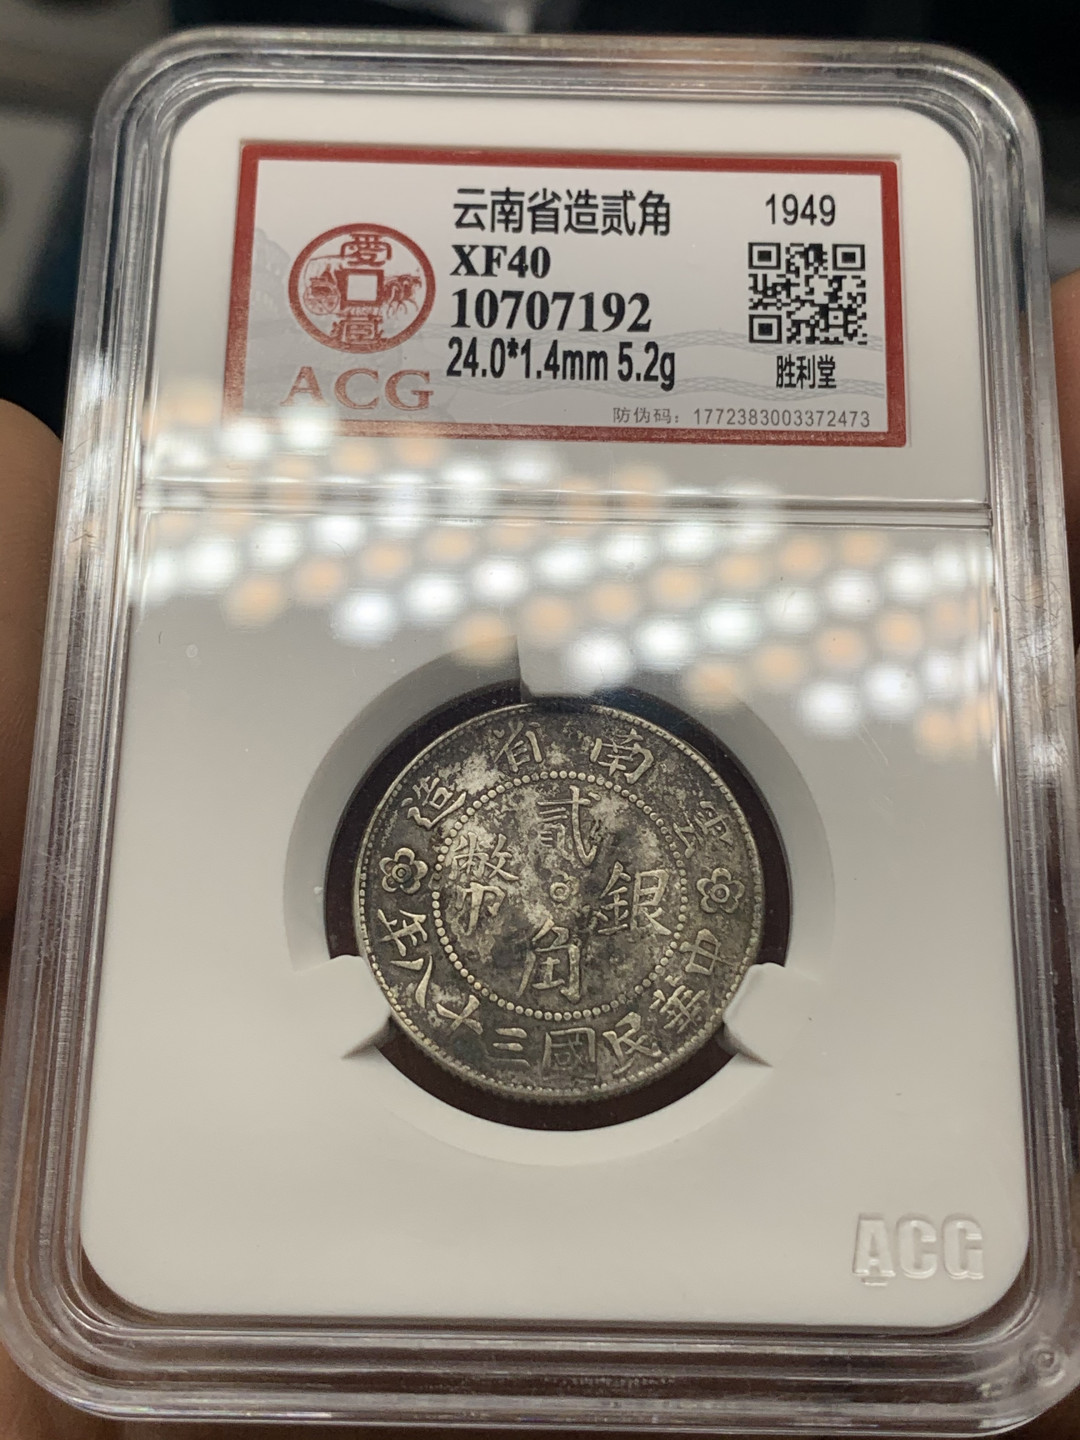 云南省造贰角
1949
XF40
10707192
24.0*1.4mm 5.2g
胜利堂
愛藏
ACG
防伪码：1772383003372473
雲南省造
貳角
銀幣
中華民國三十八年
ACG